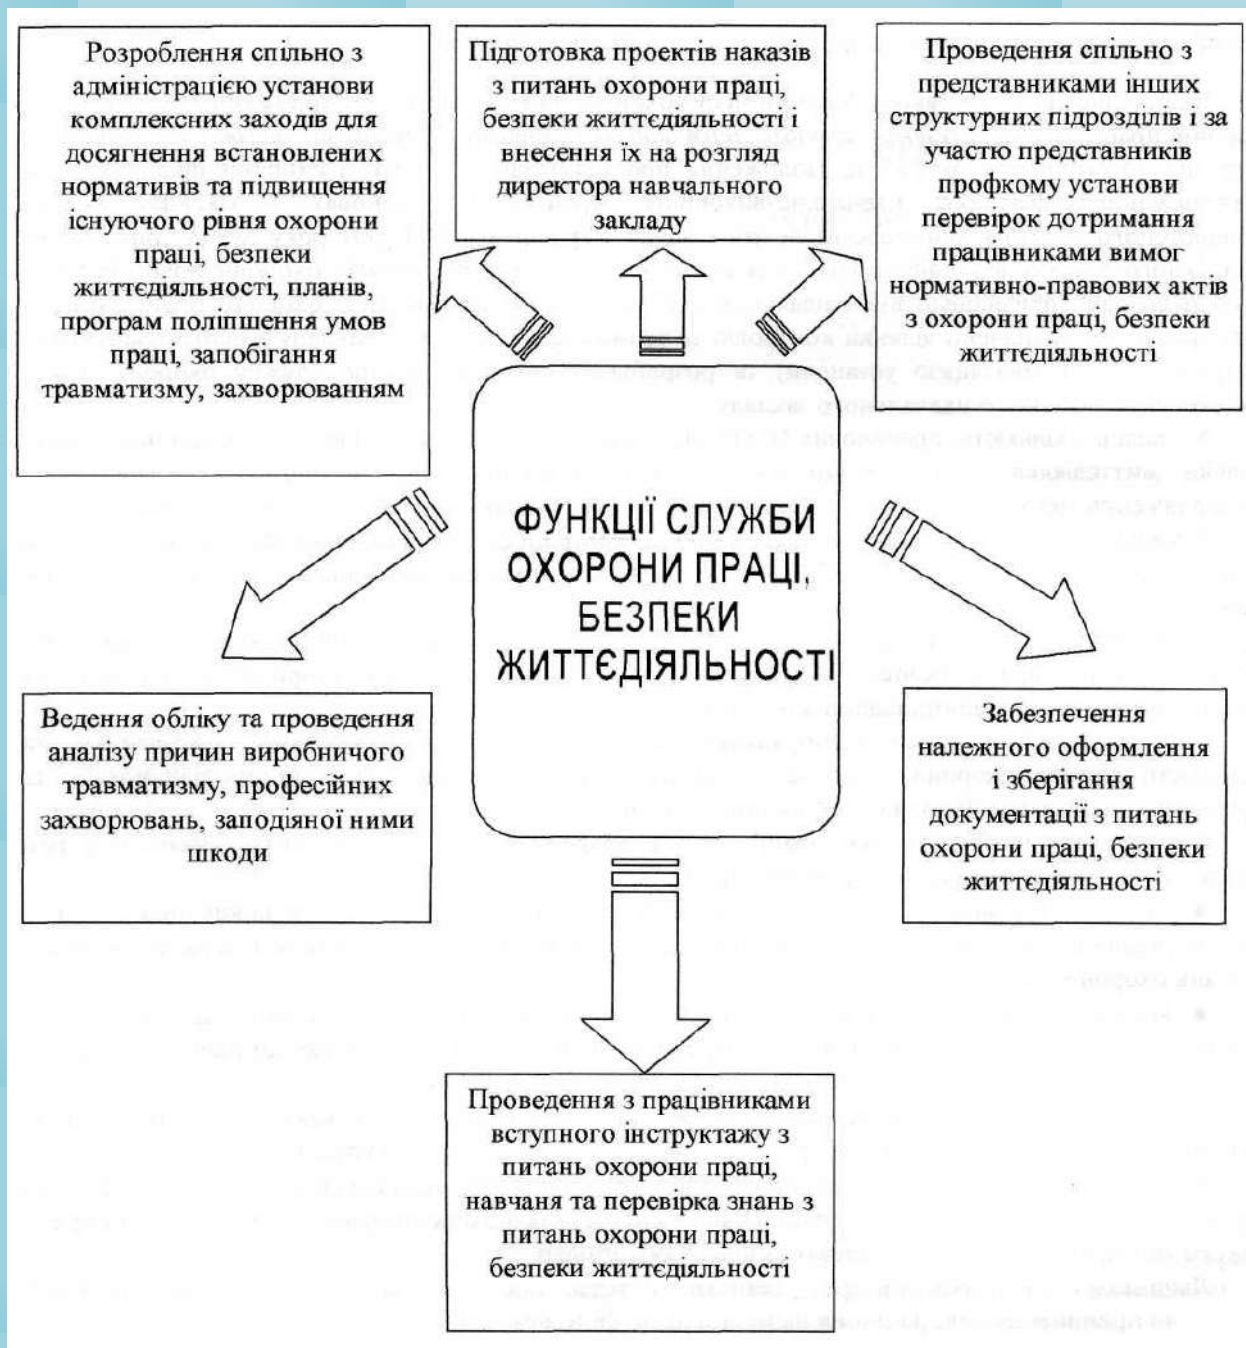 Розроблення спільно з
адміністрацією установи
комплексних заходів для
досягнення встановлених
нормативів та підвищення
існуючого рівня охорони
праці, безпеки
життєдіяльності, планів,
програм поліпшення умов
праці, запобігання
травматизму, захворюванням
Підготовка проектів наказів
з питань охорони праці,
безпеки життєдіяльності і
внесення їх на розгляд
директора навчального
закладу
Проведення спільно з
представниками інших
структурних підрозділів і за
участю представників
профкому установи
перевірок дотримання
працівниками вимог
нормативно-правових актів
з охорони праці, безпеки
життєдіяльності
ФУНКЦІЇ СЛУЖБИ
ОХОРОНИ ПРАЦІ,
БЕЗПЕКИ
ЖИТТЄДІЯЛЬНОСТІ
Ведення обліку та проведення
аналізу причин виробничого
травматизму, професійних
захворювань, заподіяної ними
шкоди
Забезпечення
належного оформлення
і зберігання
документації з питань
охорони праці, безпеки
життєдіяльності
Проведення з працівниками
вступного інструктажу з
питань охорони праці,
навчаня та перевірка знань з
питань охорони праці,
безпеки життєдіяльності